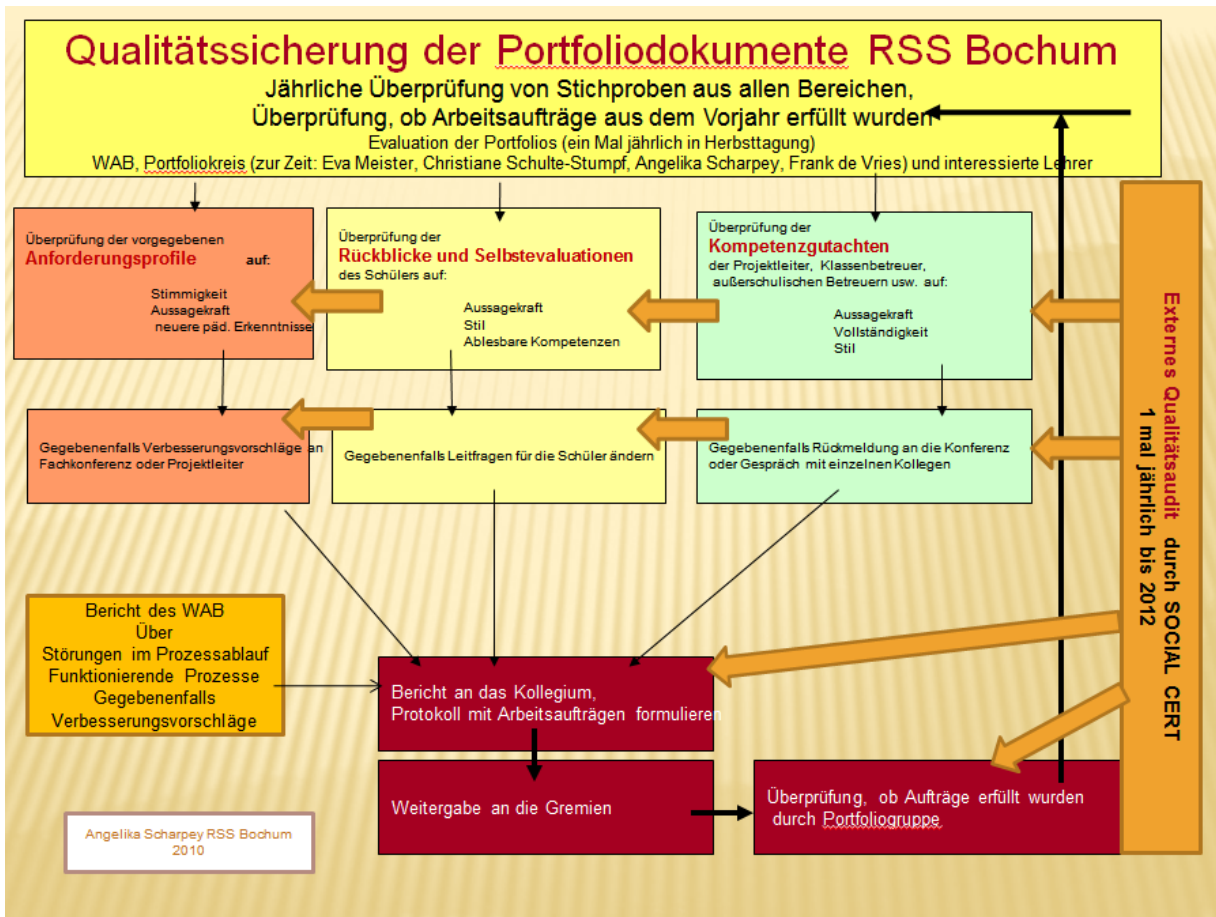 Qualitätssicherung der Portfoliodokumente RSS Bochum
Jährliche Überprüfung von Stichproben aus allen Bereichen,
Überprüfung, ob Arbeitsaufträge aus dem Vorjahr erfüllt wurden
Evaluation der Portfolios (ein Mal jährlich in Herbsttagung)
WAB, Portfoliokreis (zur Zeit: Eva Meister, Christiane Schulte-Stumpf, Angelika Scharpey, Frank de Vries) und interessierte Lehrer
Überprüfung der vorgegebenen
Anforderungsprofile auf:
Stimmigkeit
Aussagekraft
neuere päd. Erkenntnisse
Überprüfung der
Rückblicke und Selbstevaluationen
des Schülers auf:
Aussagekraft
Stil
Ablesbare Kompetenzen
Überprüfung der
Kompetenzgutachten
der Projektleiter, Klassenbetreuer,
außerschulischen Betreuern usw. auf:
Aussagekraft
Vollständigkeit
Stil
Gegebenenfalls Verbesserungsvorschläge an
Fachkonferenz oder Projektleiter
Gegebenenfalls Leitfragen für die Schüler ändern
Gegebenenfalls Rückmeldung an die Konferenz
oder Gespräch mit einzelnen Kollegen
Externes Qualitätsaudit durch SOCIAL CERT
1 mal jährlich bis 2012
Bericht des WAB
Über
Störungen im Prozessablauf
Funktionierende Prozesse
Gegebenenfalls
Verbesserungsvorschläge
Bericht an das Kollegium,
Protokoll mit Arbeitsaufträgen formulieren
Weitergabe an die Gremien
Überprüfung, ob Aufträge erfüllt wurden
durch Portfoliogruppe
Angelika Scharpey RSS Bochum
2010